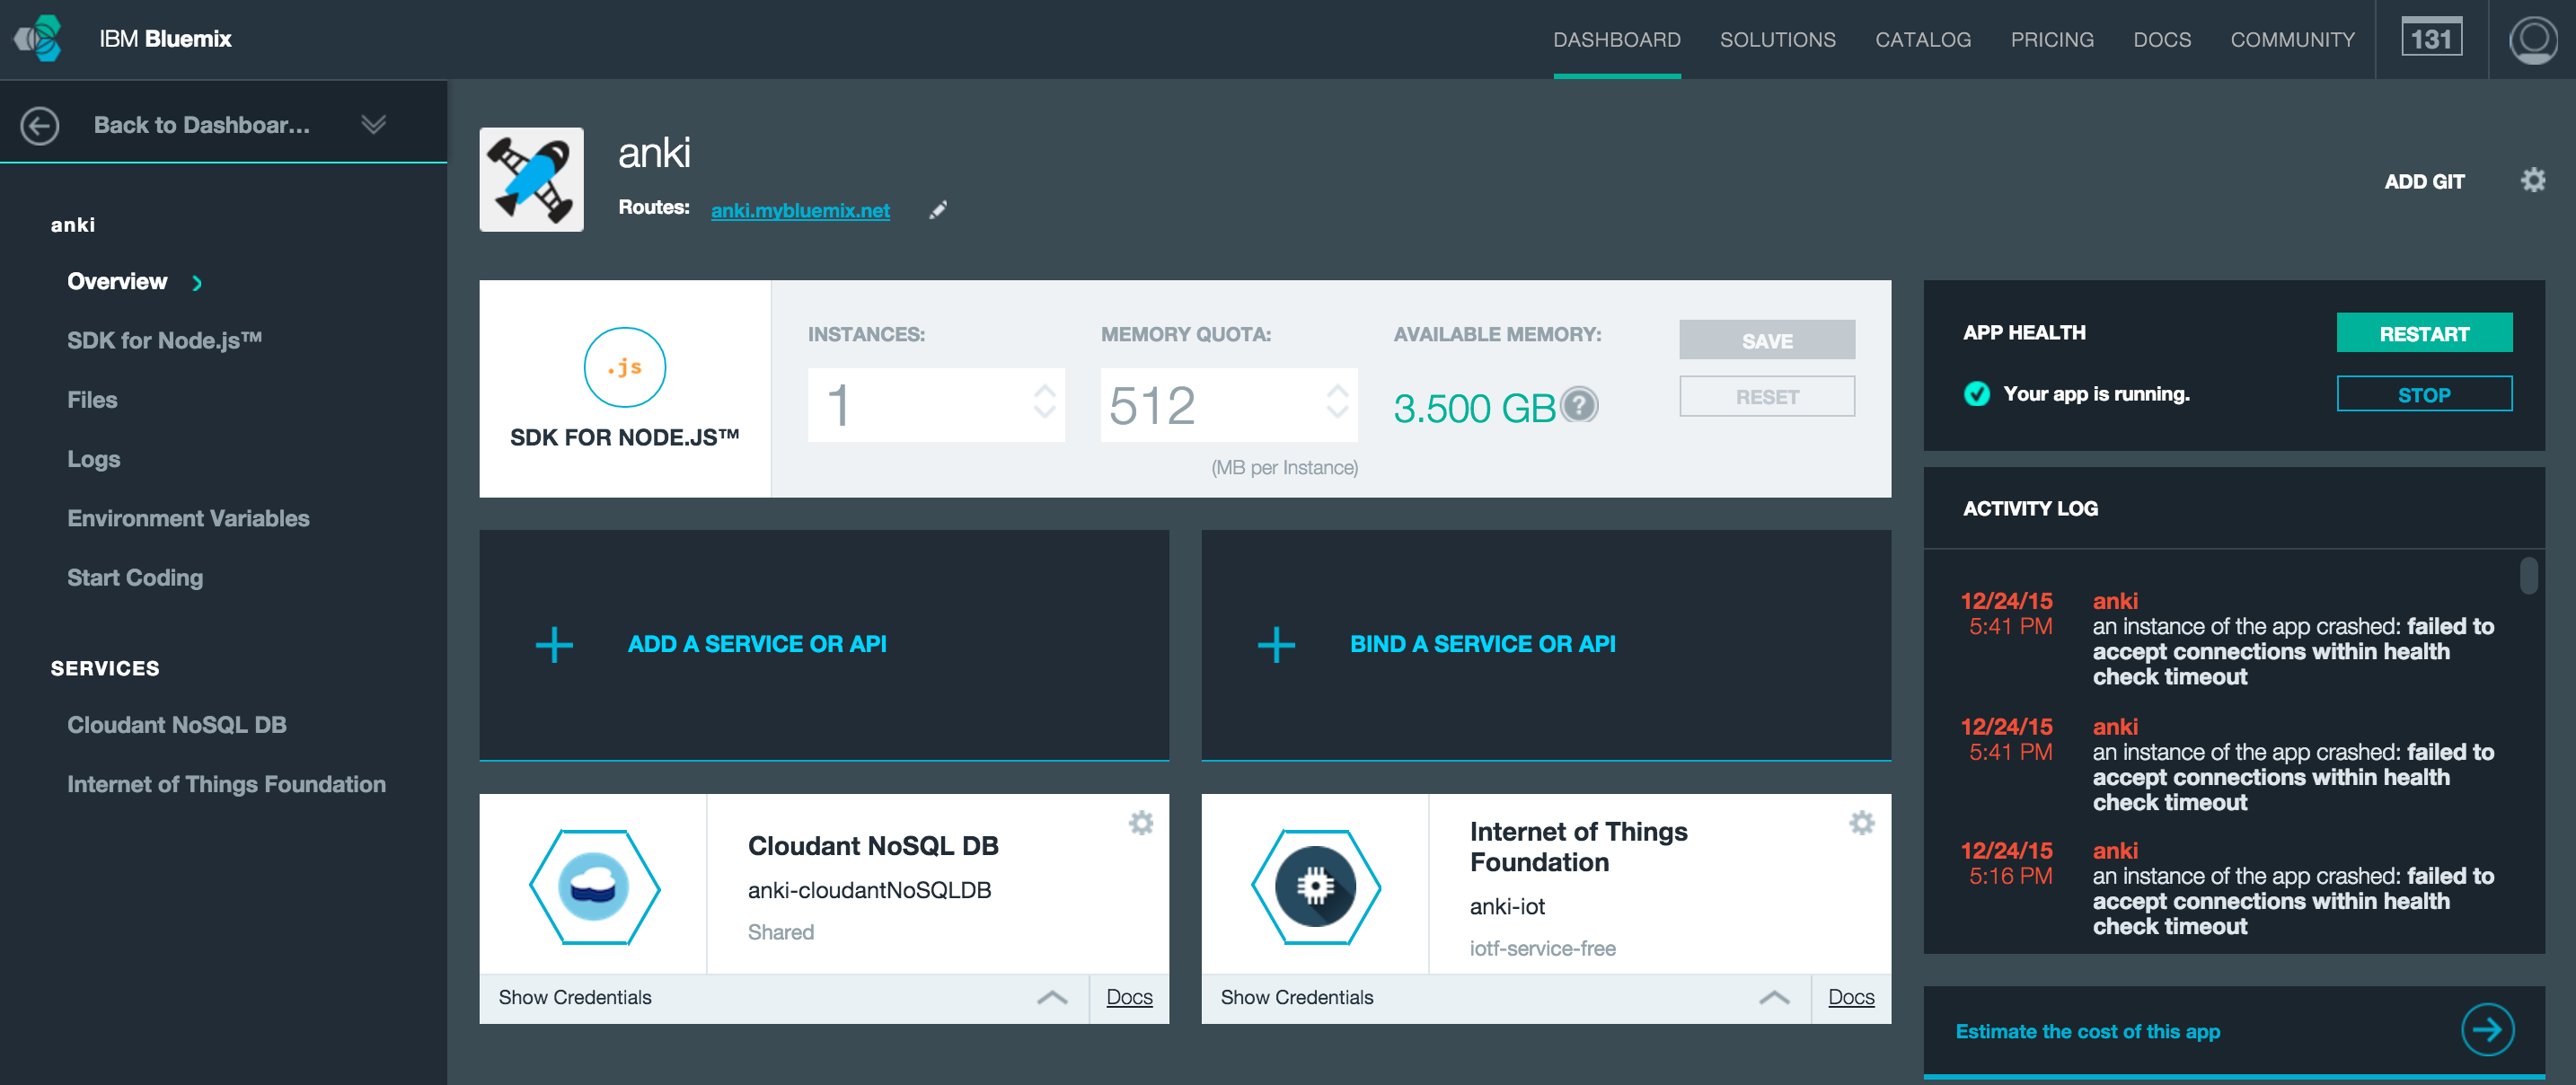 IBM Bluemix
DASHBOARD
SOLUTIONS
CATALOG
PRICING
DOCS
COMMUNITY
131
Back to Dashboar...
anki
Overview
SDK for Node.js™
Files
Logs
Environment Variables
Start Coding
SERVICES
Cloudant NoSQL DB
Internet of Things Foundation
anki
Routes: anki.mybluemix.net
ADD GIT
.js
SDK FOR NODE.JS™
INSTANCES:
1
MEMORY QUOTA:
512
(MB per Instance)
AVAILABLE MEMORY:
3.500 GB
?
SAVE
RESET
ADD A SERVICE OR API
BIND A SERVICE OR API
Cloudant NoSQL DB
anki-cloudantNoSQLDB
Shared
Show Credentials
Docs
Internet of Things
Foundation
anki-iot
iotf-service-free
Show Credentials
Docs
APP HEALTH
RESTART
Your app is running.
STOP
ACTIVITY LOG
12/24/15 anki
5:41 PM an instance of the app crashed: failed to
accept connections within health
check timeout
12/24/15 anki
5:41 PM an instance of the app crashed: failed to
accept connections within health
check timeout
12/24/15 anki
5:16 PM an instance of the app crashed: failed to
accept connections within health
check timeout
Estimate the cost of this app